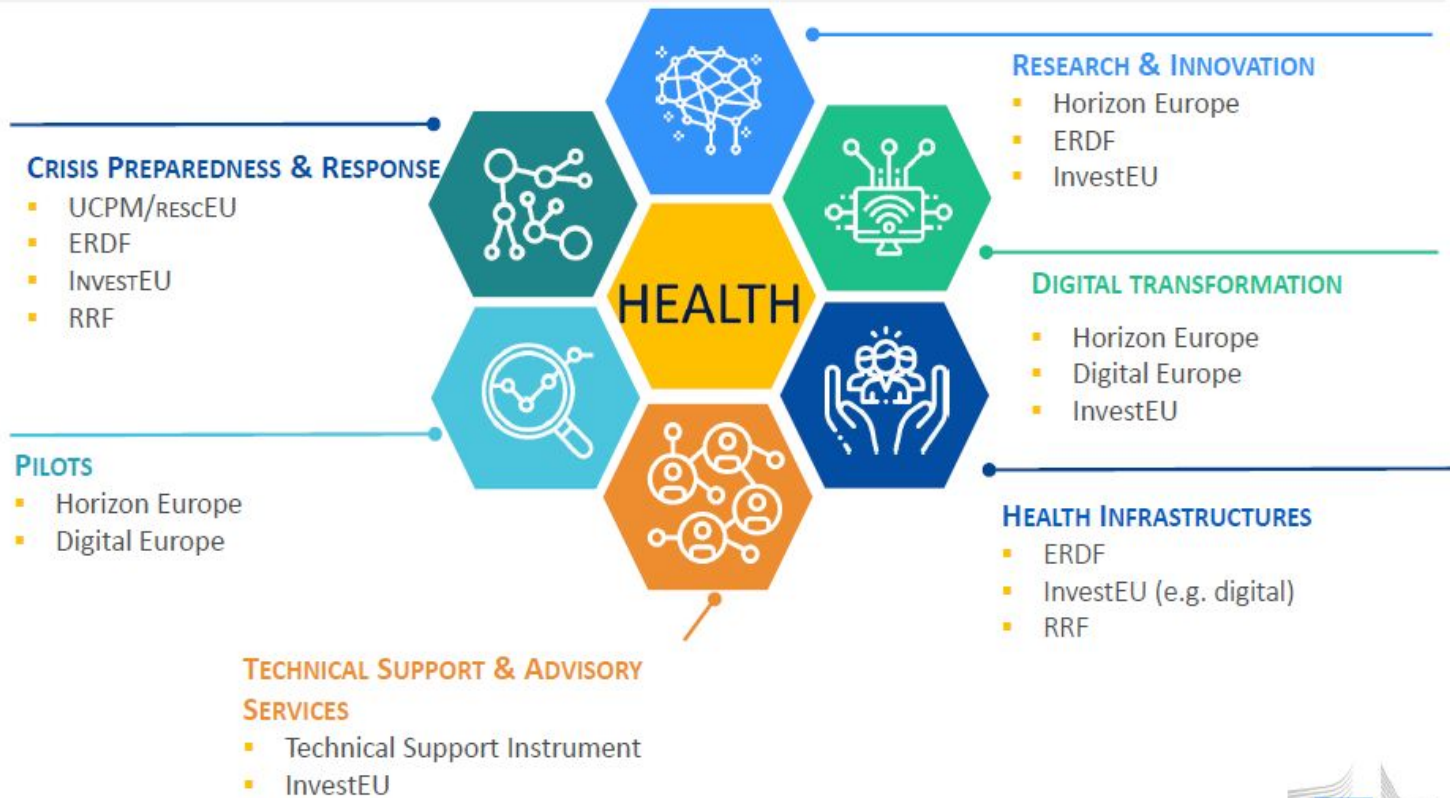 CRISIS PREPAREDNESS & RESPONSE
UCPM/RESCEU
ERDF
INVESTEU
RRF
PILOTS
Horizon Europe
Digital Europe
HEALTH
RESEARCH & INNOVATION
Horizon Europe
ERDF
InvestEU
DIGITAL TRANSFORMATION
Horizon Europe
Digital Europe
InvestEU
HEALTH INFRASTRUCTURES
ERDF
InvestEU (e.g. digital)
RRF
TECHNICAL SUPPORT & ADVISORY
SERVICES
Technical Support Instrument
InvestEU